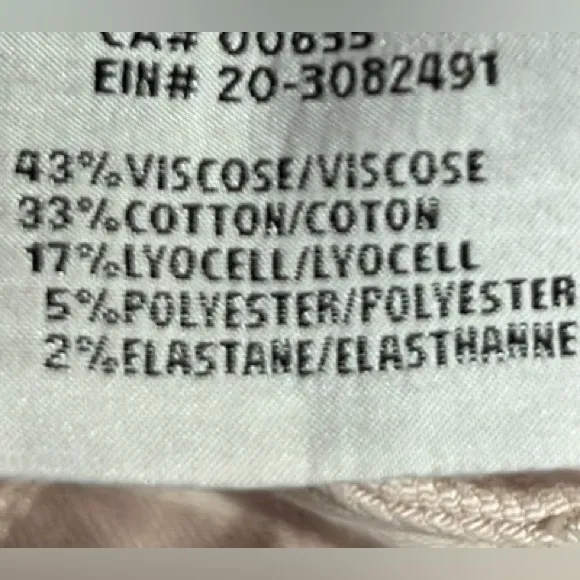 EIN# 20-3082491
43%VISCOSE/VISCOSE
33%COTTON/COTON
17%LYOCELL/LYOCELL
5%POLYESTER/POLYESTER
2%ELASTANE/ELASTHANNE